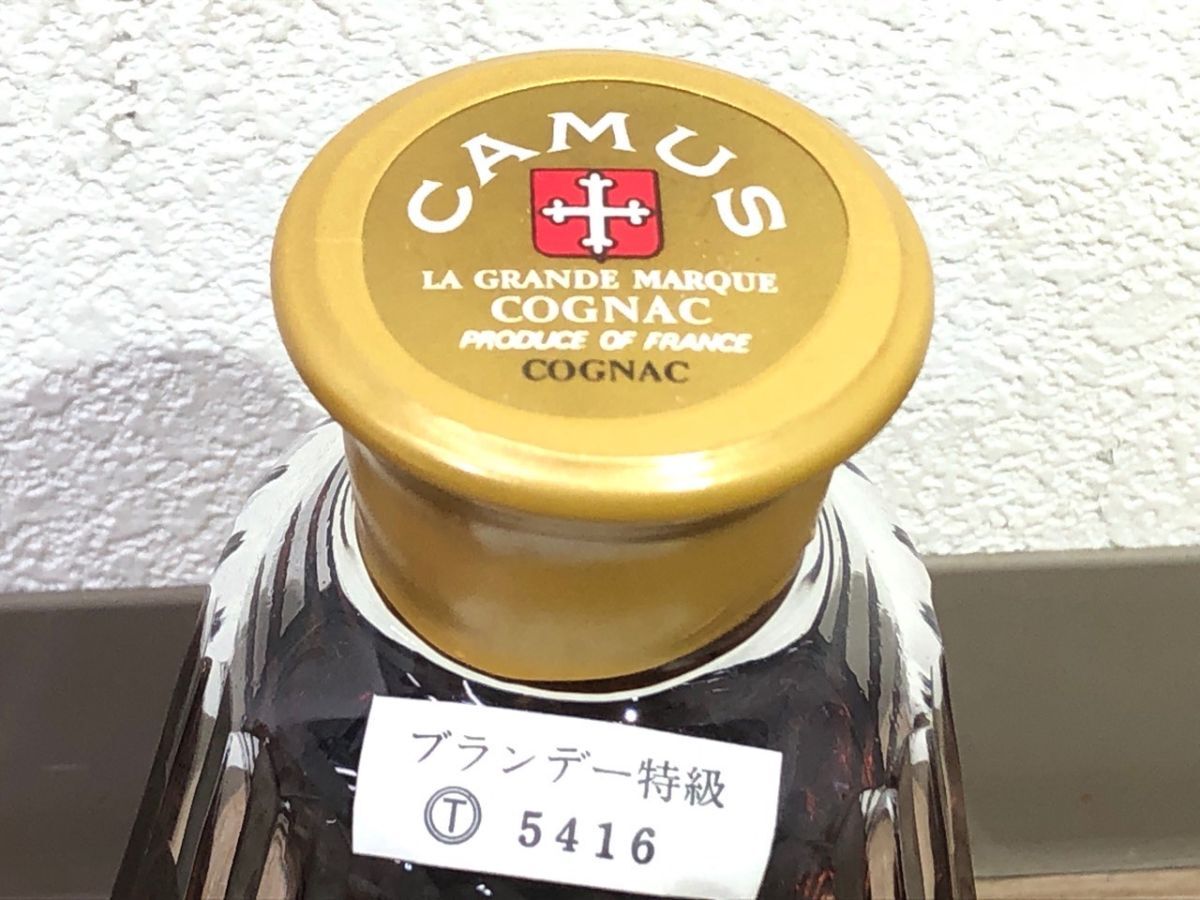 CAMUS
LA GRANDE MARQUE
COGNAC
PRODUCE OF FRANCE
COGNAC
ブランデー特級
Ⓣ 5416